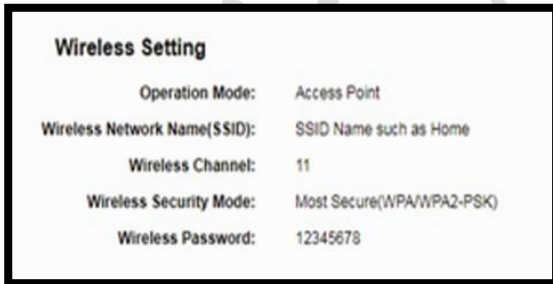 Wireless Setting
Operation Mode: Access Point
Wireless Network Name(SSID): SSID Name such as Home
Wireless Channel: 11
Wireless Security Mode: Most Secure(WPA/WPA2-PSK)
Wireless Password: 12345678